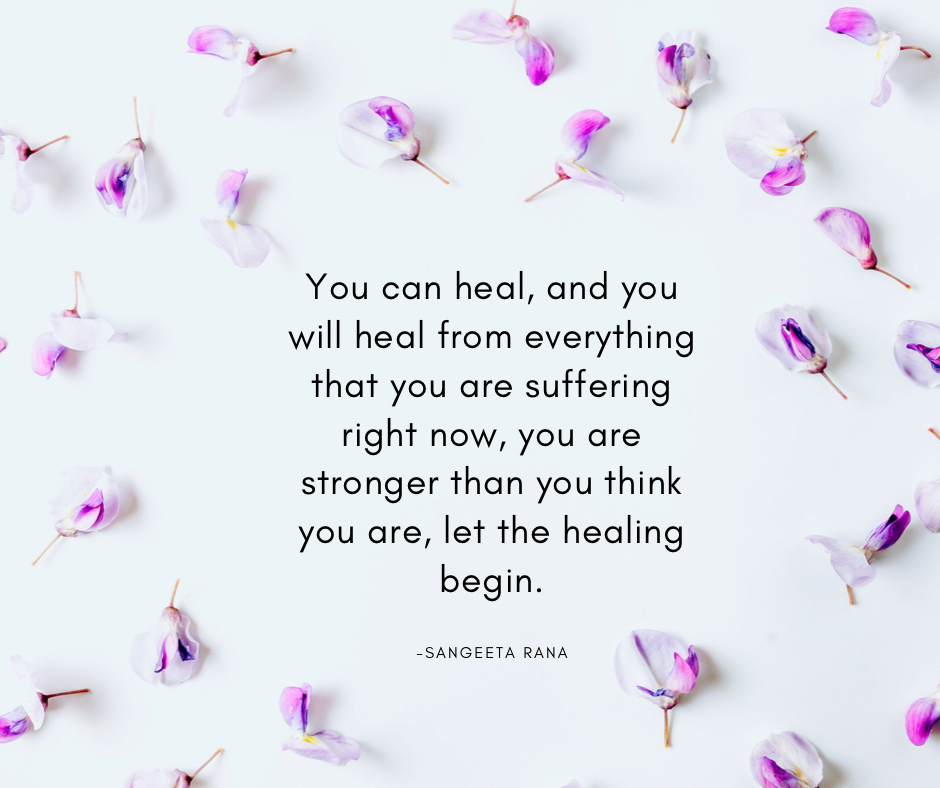 You can heal, and you
will heal from everything
that you are suffering
right now, you are
stronger than you think
you are, let the healing
begin.
-SANGEETA RANA